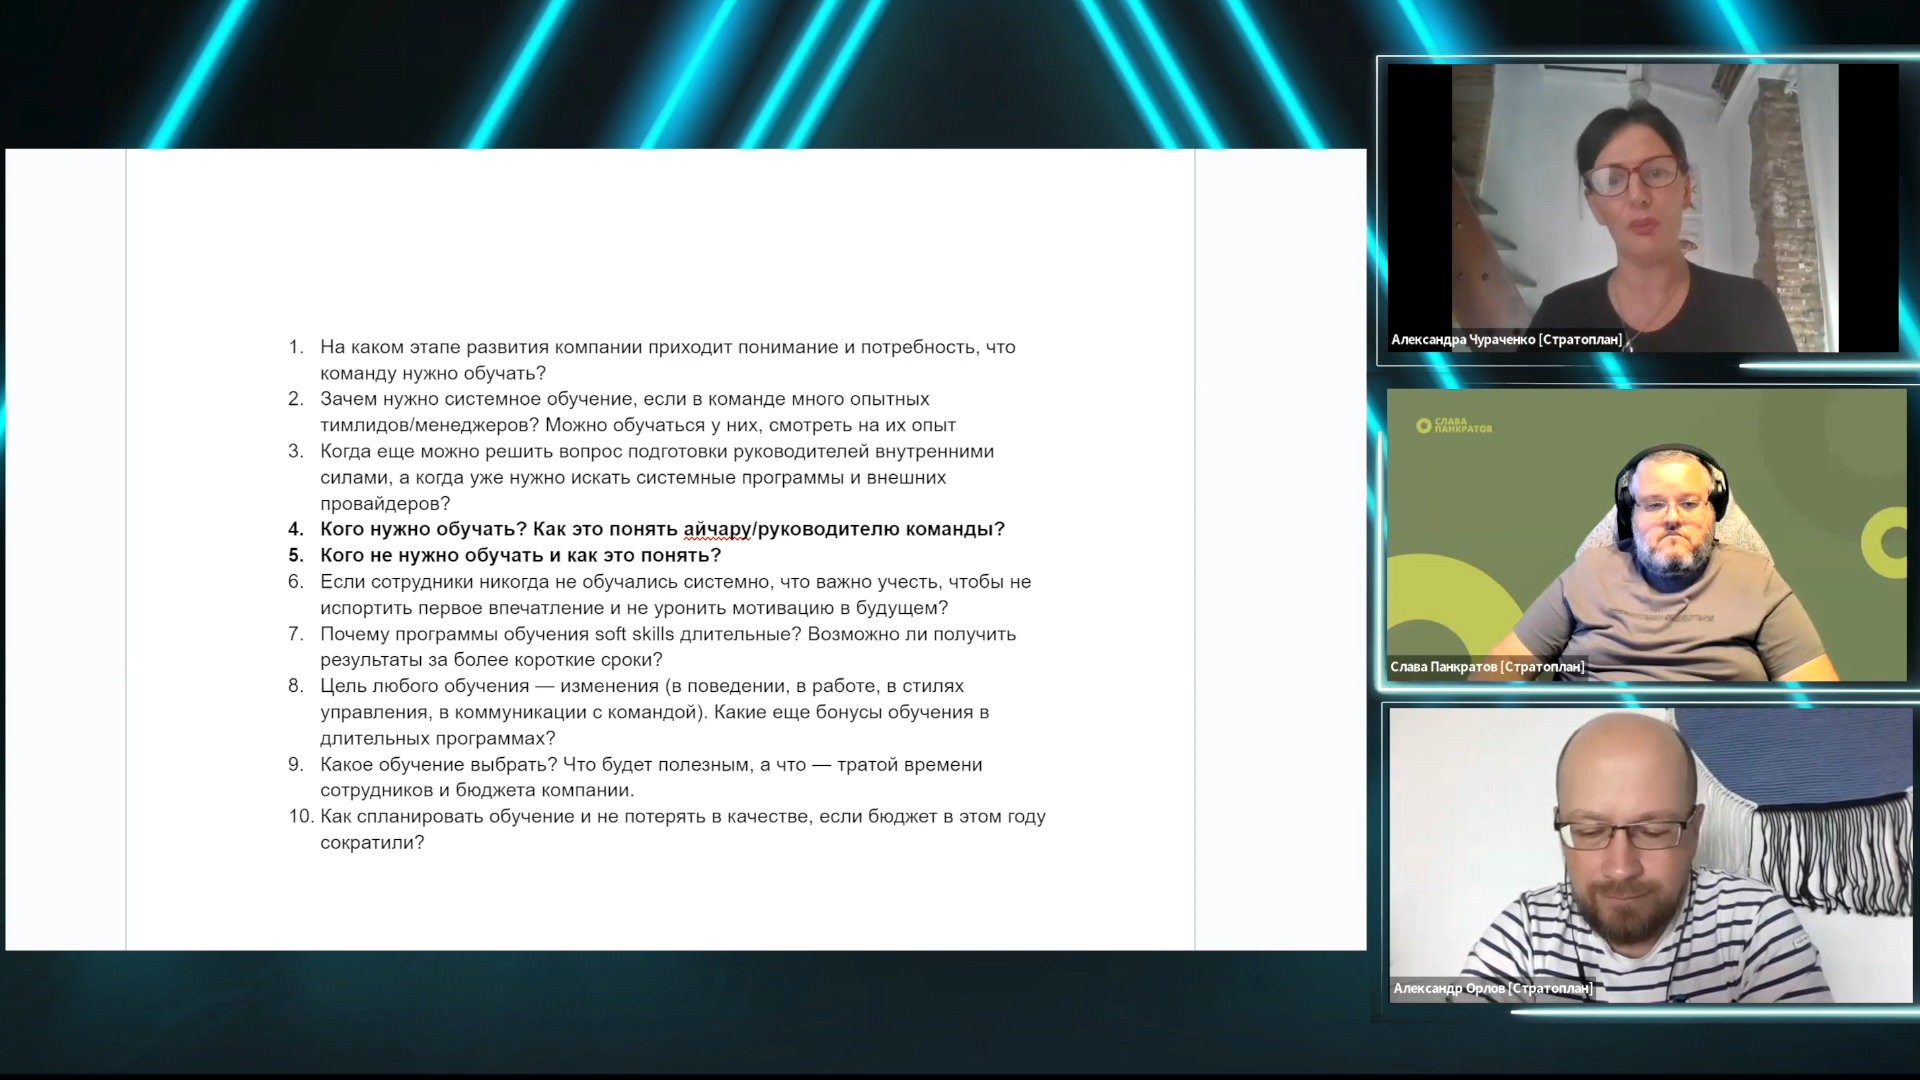 1. На каком этапе развития компании приходит понимание и потребность, что
команду нужно обучать?
2. Зачем нужно системное обучение, если в команде много опытных
тимлидов/менеджеров? Можно обучаться у них, смотреть на их опыт
3. Когда еще можно решить вопрос подготовки руководителей внутренними
силами, а когда уже нужно искать системные программы и внешних
провайдеров?
4. Кого нужно обучать? Как это понять айчару/руководителю команды?
5. Кого не нужно обучать и как это понять?
6. Если сотрудники никогда не обучались системно, что важно учесть, чтобы не
испортить первое впечатление и не уронить мотивацию в будущем?
7. Почему программы обучения soft skills длительные? Возможно ли получить
результаты за более короткие сроки?
8. Цель любого обучения — изменения (в поведении, в работе, в стилях
управления, в коммуникации с командой). Какие еще бонусы обучения в
длительных программах?
9. Какое обучение выбрать? Что будет полезным, а что — тратой времени
сотрудников и бюджета компании.
10. Как спланировать обучение и не потерять в качестве, если бюджет в этом году
сократили?
Александра Чураченко [Стратоплан]
СЛАВА
ПАНКРАТОВ
Слава Панкратов [Стратоплан]
Александр Орлов [Стратоплан]